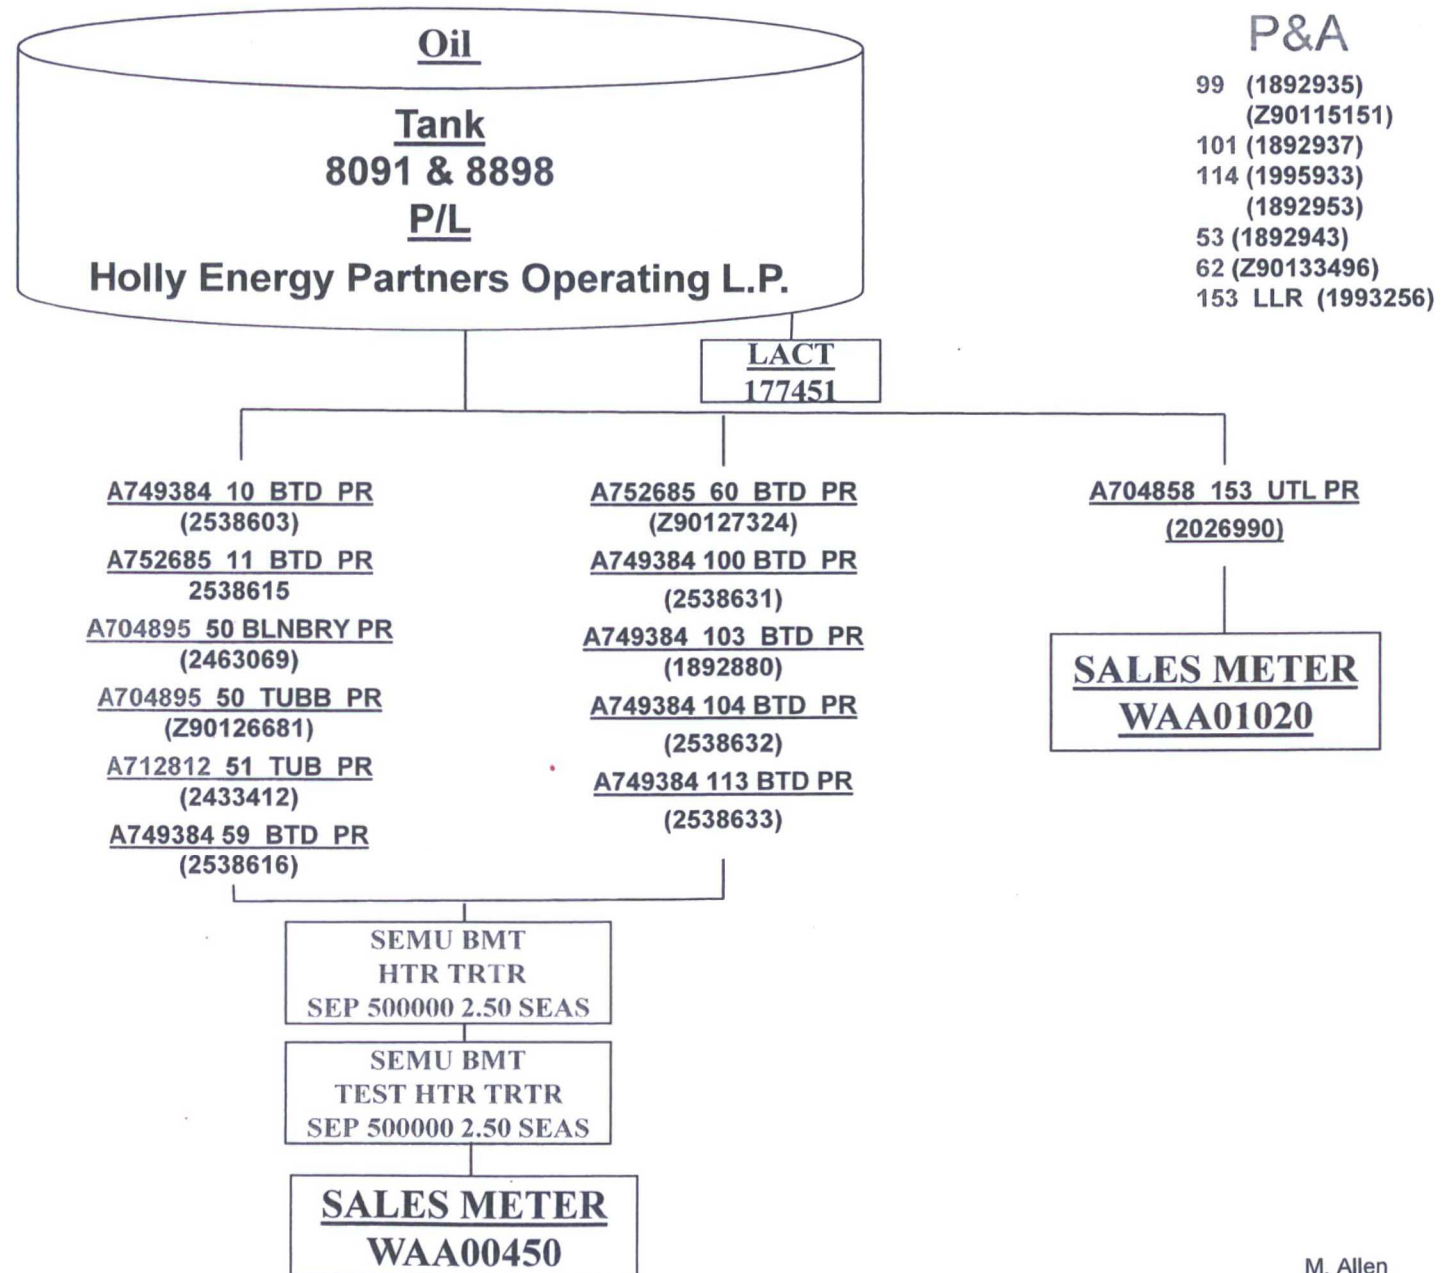 Oil
Tank
8091 & 8898
P/L
Holly Energy Partners Operating L.P.
LACT
177451
P&A
99 (1892935)
(Z90115151)
101 (1892937)
114 (1995933)
(1892953)
53 (1892943)
62 (Z90133496)
153 LLR (1993256)
A749384 10 BTD PR
(2538603)
A752685 11 BTD PR
2538615
A704895 50 BLNBRY PR
(2463069)
A704895 50 TUBB PR
(Z90126681)
A712812 51 TUB PR
(2433412)
A749384 59 BTD PR
(2538616)
A752685 60 BTD PR
(Z90127324)
A749384 100 BTD PR
(2538631)
A749384 103 BTD PR
(1892880)
A749384 104 BTD PR
(2538632)
A749384 113 BTD PR
(2538633)
A704858 153 UTL PR
(2026990)
SALES METER
WAA01020
SEMU BMT
HTR TRTR
SEP 500000 2.50 SEAS
SEMU BMT
TEST HTR TRTR
SEP 500000 2.50 SEAS
SALES METER
WAA00450
M. Allen